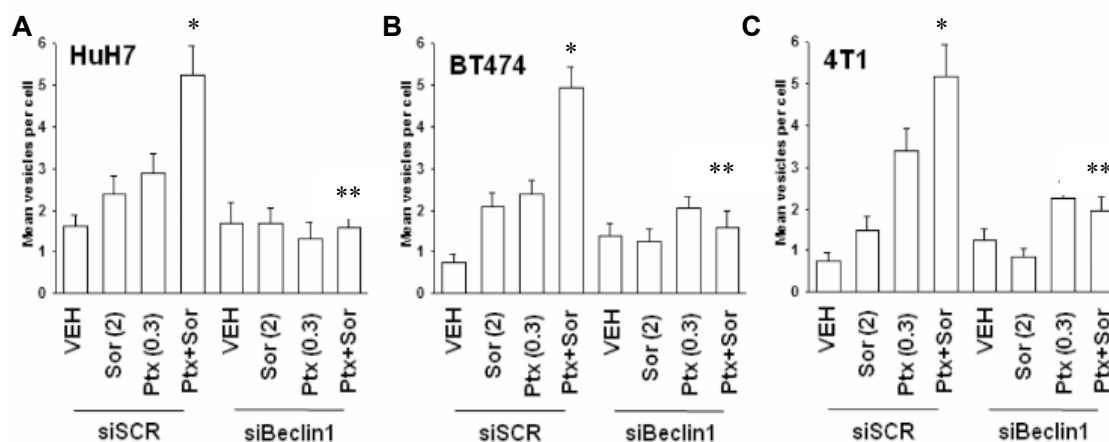 A
HuH7
*
Mean vesicles per cell
6
5
4
3
2
1
0
**
VEH
Sor (2)
Ptx (0.3)
Ptx+Sor
VEH
Sor (2)
Ptx (0.3)
Ptx+Sor
siSCR
siBeclin1
B
BT474
*
Mean vesicles per cell
6
5
4
3
2
1
0
**
VEH
Sor (2)
Ptx (0.3)
Ptx+Sor
VEH
Sor (2)
Ptx (0.3)
Ptx+Sor
siSCR
siBeclin1
C
4T1
*
Mean vesicles per cell
6
5
4
3
2
1
0
**
VEH
Sor (2)
Ptx (0.3)
Ptx+Sor
VEH
Sor (2)
Ptx (0.3)
Ptx+Sor
siSCR
siBeclin1